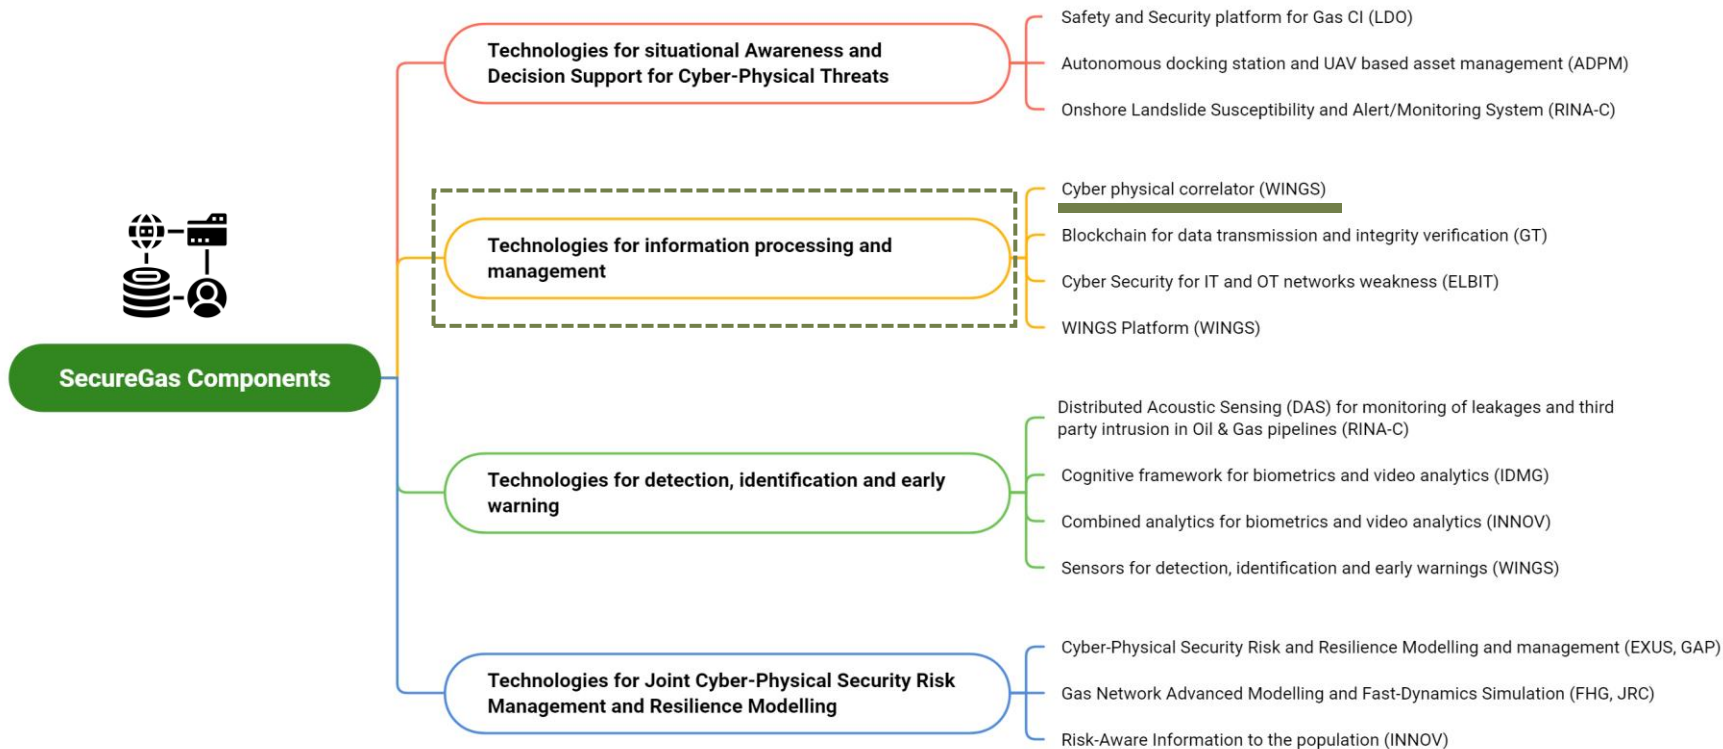 SecureGas Components
Technologies for situational Awareness and
Decision Support for Cyber-Physical Threats
Safety and Security platform for Gas CI (LDO)
Autonomous docking station and UAV based asset management (ADPM)
Onshore Landslide Susceptibility and Alert/Monitoring System (RINA-C)
Technologies for information processing and
management
Cyber physical correlator (WINGS)
Blockchain for data transmission and integrity verification (GT)
Cyber Security for IT and OT networks weakness (ELBIT)
WINGS Platform (WINGS)
Technologies for detection, identification and early
warning
Distributed Acoustic Sensing (DAS) for monitoring of leakages and third
party intrusion in Oil & Gas pipelines (RINA-C)
Cognitive framework for biometrics and video analytics (IDMG)
Combined analytics for biometrics and video analytics (INNOV)
Sensors for detection, identification and early warnings (WINGS)
Technologies for Joint Cyber-Physical Security Risk
Management and Resilience Modelling
Cyber-Physical Security Risk and Resilience Modelling and management (EXUS, GAP)
Gas Network Advanced Modelling and Fast-Dynamics Simulation (FHG, JRC)
Risk-Aware Information to the population (INNOV)